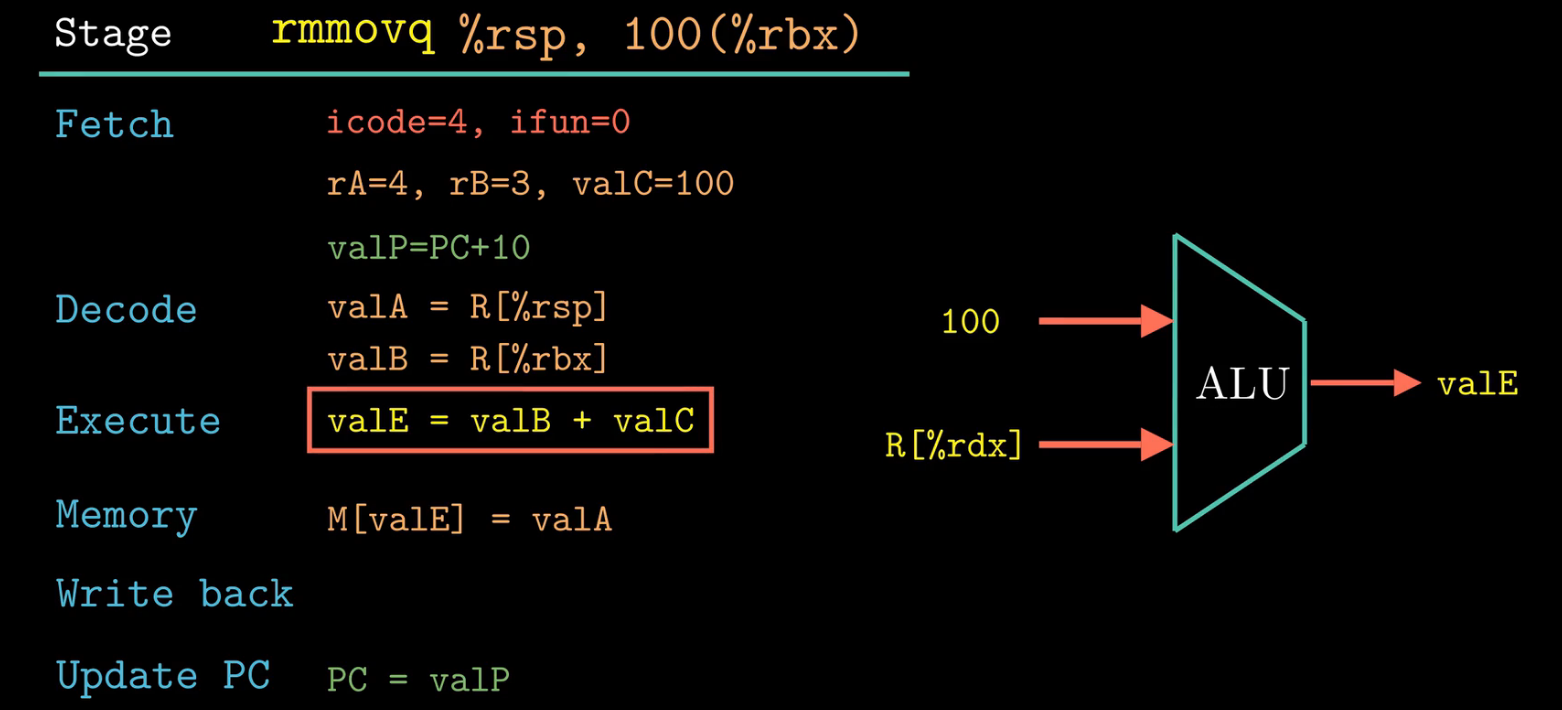 Stage rmmovq %rsp, 100(%rbx)
Fetch icode=4, ifun=0
rA=4, rB=3, valC=100
valP=PC+10
Decode valA = R[%rsp]
valB = R[%rbx]
Execute valE = valB + valC
Memory M[valE] = valA
Write back
Update PC PC = valP
100
R[%rdx]
ALU
valE